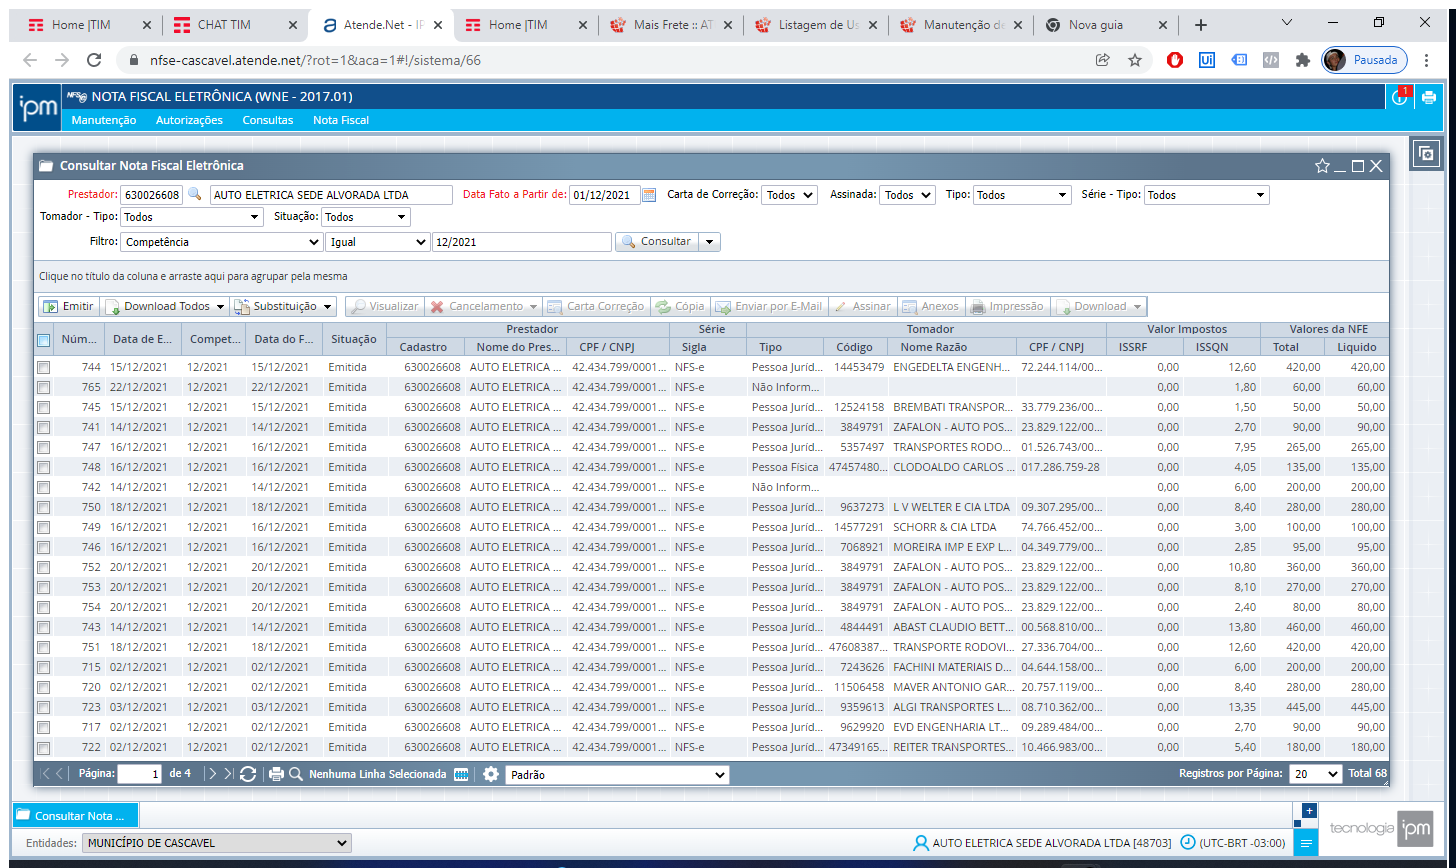 Home |TIM CHAT TIM Atende.Net - IP Home |TIM Mais Frete :: AT Listagem de Us Manutenção de Nova guia
nfse-cascavel.atende.net/?rot=1&aca=1#!/sistema/66 Pausada
ipm NFSe NOTA FISCAL ELETRÔNICA (WNE - 2017.01) 1
Manutenção Autorizações Consultas Nota Fiscal
Consultar Nota Fiscal Eletrônica
Prestador: 630026608 AUTO ELETRICA SEDE ALVORADA LTDA Data Fato a Partir de: 01/12/2021 Carta de Correção: Todos Assinada: Todos Tipo: Todos Série - Tipo: Todos
Tomador - Tipo: Todos Situação: Todos
Filtro: Competência Igual 12/2021 Consultar
Clique no título da coluna e arraste aqui para agrupar pela mesma
Emitir Download Todos Substituição Visualizar Cancelamento Carta Correção Cópia Enviar por E-Mail Assinar Anexos Impressão Download
Prestador Série Tomador Valor Impostos Valores da NFE
Núm... Data de E... Compet... Data do F... Situação Cadastro Nome do Pres... CPF / CNPJ Sigla Tipo Código Nome Razão CPF / CNPJ ISSRF ISSQN Total Liquido
744 15/12/2021 12/2021 15/12/2021 Emitida 630026608 AUTO ELETRICA ... 42.434.799/0001... NFS-e Pessoa Juríd... 14453479 ENGEDELTA ENGENH... 72.244.114/00... 0,00 12,60 420,00 420,00
765 22/12/2021 12/2021 22/12/2021 Emitida 630026608 AUTO ELETRICA ... 42.434.799/0001... NFS-e Não Inform... 0,00 1,80 60,00 60,00
745 15/12/2021 12/2021 15/12/2021 Emitida 630026608 AUTO ELETRICA ... 42.434.799/0001... NFS-e Pessoa Juríd... 12524158 BREMBATI TRANSPOR... 33.779.236/00... 0,00 1,50 50,00 50,00
741 14/12/2021 12/2021 14/12/2021 Emitida 630026608 AUTO ELETRICA ... 42.434.799/0001... NFS-e Pessoa Juríd... 3849791 ZAFALON - AUTO POS... 23.829.122/00... 0,00 2,70 90,00 90,00
747 16/12/2021 12/2021 16/12/2021 Emitida 630026608 AUTO ELETRICA ... 42.434.799/0001... NFS-e Pessoa Juríd... 5357497 TRANSPORTES RODO... 01.526.743/00... 0,00 7,95 265,00 265,00
748 16/12/2021 12/2021 16/12/2021 Emitida 630026608 AUTO ELETRICA ... 42.434.799/0001... NFS-e Pessoa Física 47457480... CLODOALDO CARLOS ... 017.286.759-28 0,00 4,05 135,00 135,00
742 14/12/2021 12/2021 14/12/2021 Emitida 630026608 AUTO ELETRICA ... 42.434.799/0001... NFS-e Não Inform... 0,00 6,00 200,00 200,00
750 18/12/2021 12/2021 18/12/2021 Emitida 630026608 AUTO ELETRICA ... 42.434.799/0001... NFS-e Pessoa Juríd... 9637273 L V WELTER E CIA LTDA 09.307.295/00... 0,00 8,40 280,00 280,00
749 16/12/2021 12/2021 16/12/2021 Emitida 630026608 AUTO ELETRICA ... 42.434.799/0001... NFS-e Pessoa Juríd... 14577291 SCHORR & CIA LTDA 74.766.452/00... 0,00 3,00 100,00 100,00
746 16/12/2021 12/2021 16/12/2021 Emitida 630026608 AUTO ELETRICA ... 42.434.799/0001... NFS-e Pessoa Juríd... 7068921 MOREIRA IMP E EXP L... 04.349.779/00... 0,00 2,85 95,00 95,00
752 20/12/2021 12/2021 20/12/2021 Emitida 630026608 AUTO ELETRICA ... 42.434.799/0001... NFS-e Pessoa Juríd... 3849791 ZAFALON - AUTO POS... 23.829.122/00... 0,00 10,80 360,00 360,00
753 20/12/2021 12/2021 20/12/2021 Emitida 630026608 AUTO ELETRICA ... 42.434.799/0001... NFS-e Pessoa Juríd... 3849791 ZAFALON - AUTO POS... 23.829.122/00... 0,00 8,10 270,00 270,00
754 20/12/2021 12/2021 20/12/2021 Emitida 630026608 AUTO ELETRICA ... 42.434.799/0001... NFS-e Pessoa Juríd... 3849791 ZAFALON - AUTO POS... 23.829.122/00... 0,00 2,40 80,00 80,00
743 14/12/2021 12/2021 14/12/2021 Emitida 630026608 AUTO ELETRICA ... 42.434.799/0001... NFS-e Pessoa Juríd... 4844491 ABAST CLAUDIO BETT... 00.568.810/00... 0,00 13,80 460,00 460,00
751 18/12/2021 12/2021 18/12/2021 Emitida 630026608 AUTO ELETRICA ... 42.434.799/0001... NFS-e Pessoa Juríd... 47608387... TRANSPORTE RODOVI... 27.336.704/00... 0,00 12,60 420,00 420,00
715 02/12/2021 12/2021 02/12/2021 Emitida 630026608 AUTO ELETRICA ... 42.434.799/0001... NFS-e Pessoa Juríd... 7243626 FACHINI MATERIAIS D... 04.644.158/00... 0,00 6,00 200,00 200,00
720 02/12/2021 12/2021 02/12/2021 Emitida 630026608 AUTO ELETRICA ... 42.434.799/0001... NFS-e Pessoa Juríd... 11506458 MAVER ANTONIO GAR... 20.757.119/00... 0,00 8,40 280,00 280,00
723 03/12/2021 12/2021 03/12/2021 Emitida 630026608 AUTO ELETRICA ... 42.434.799/0001... NFS-e Pessoa Juríd... 9359613 ALGI TRANSPORTES L... 08.710.362/00... 0,00 13,35 445,00 445,00
717 02/12/2021 12/2021 02/12/2021 Emitida 630026608 AUTO ELETRICA ... 42.434.799/0001... NFS-e Pessoa Juríd... 9629920 EVD ENGENHARIA LT... 09.289.484/00... 0,00 2,70 90,00 90,00
722 02/12/2021 12/2021 02/12/2021 Emitida 630026608 AUTO ELETRICA ... 42.434.799/0001... NFS-e Pessoa Juríd... 47349165... REITER TRANSPORTES... 10.466.983/00... 0,00 5,40 180,00 180,00
Página: 1 de 4 Nenhuma Linha Selecionada Padrão Registros por Página: 20 Total 68
Consultar Nota ...
Entidades: MUNICÍPIO DE CASCAVEL AUTO ELETRICA SEDE ALVORADA LTDA [48703] (UTC-BRT -03:00) tecnologia ipm